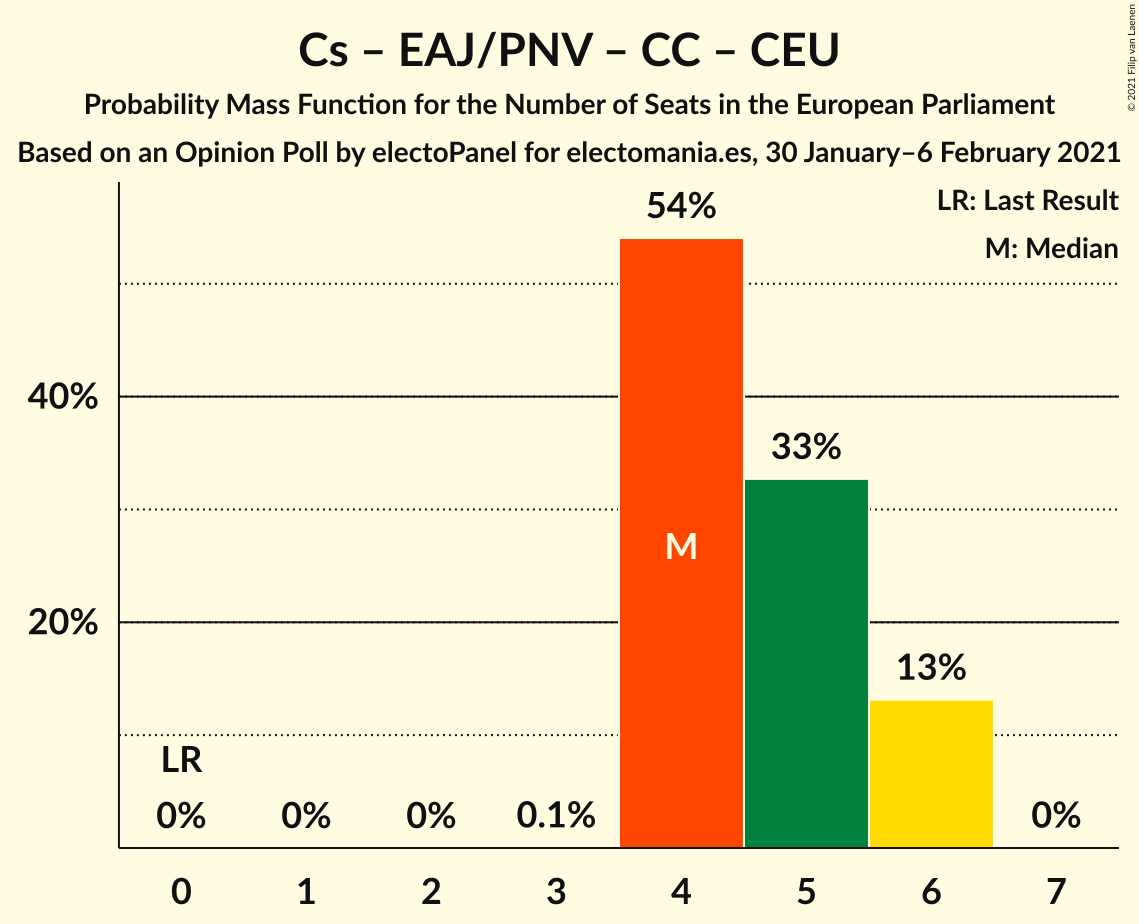 Cs – EAJ/PNV – CC – CEU
Probability Mass Function for the Number of Seats in the European Parliament
Based on an Opinion Poll by electoPanel for electomania.es, 30 January–6 February 2021
© 2021 Filip van Laenen
LR: Last Result
M: Median
54%
40%
33%
M
20%
13%
LR
0% 0% 0% 0.1% 0%
0 1 2 3 4 5 6 7